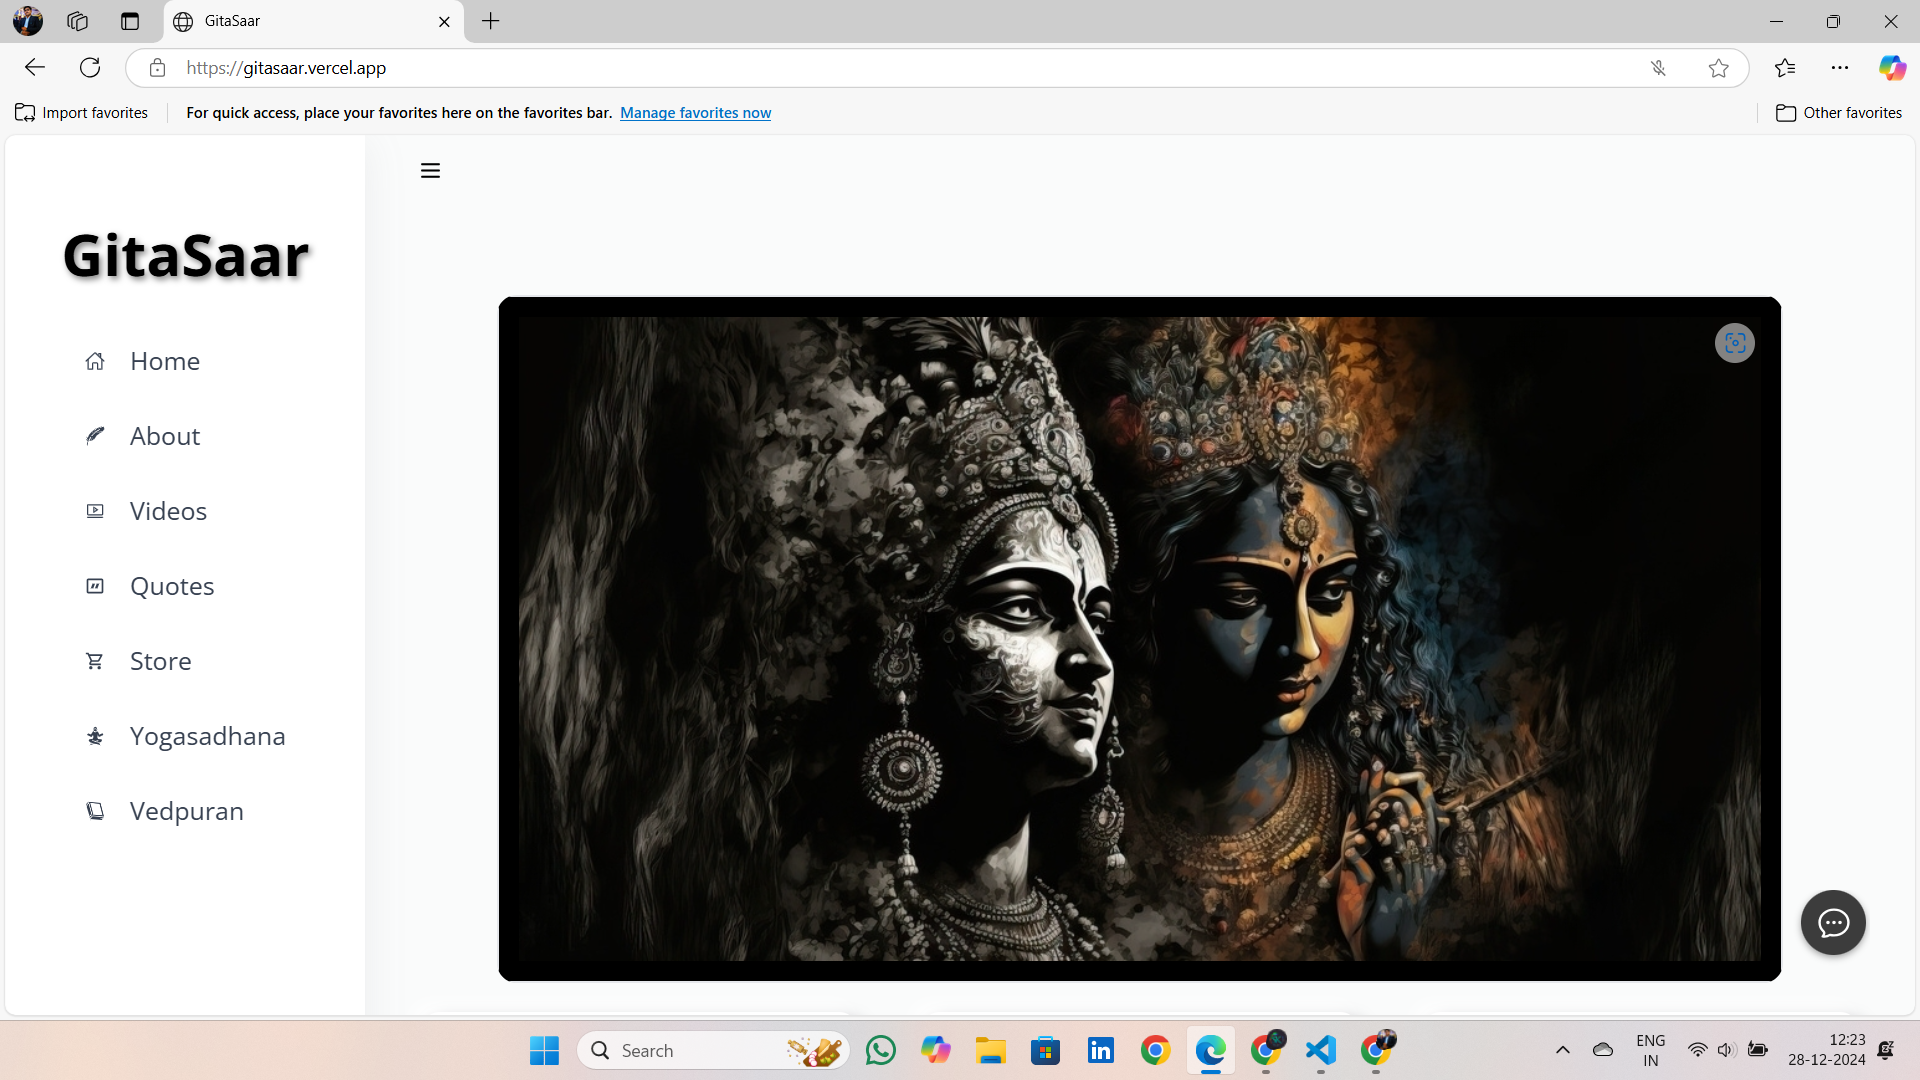 GitaSaar
https://gitasaar.vercel.app
Import favorites
For quick access, place your favorites here on the favorites bar. Manage favorites now
Other favorites
GitaSaar
Home
About
Videos
Quotes
Store
Yogasadhana
Vedpuran
Search
ENG
IN
12:23
28-12-2024